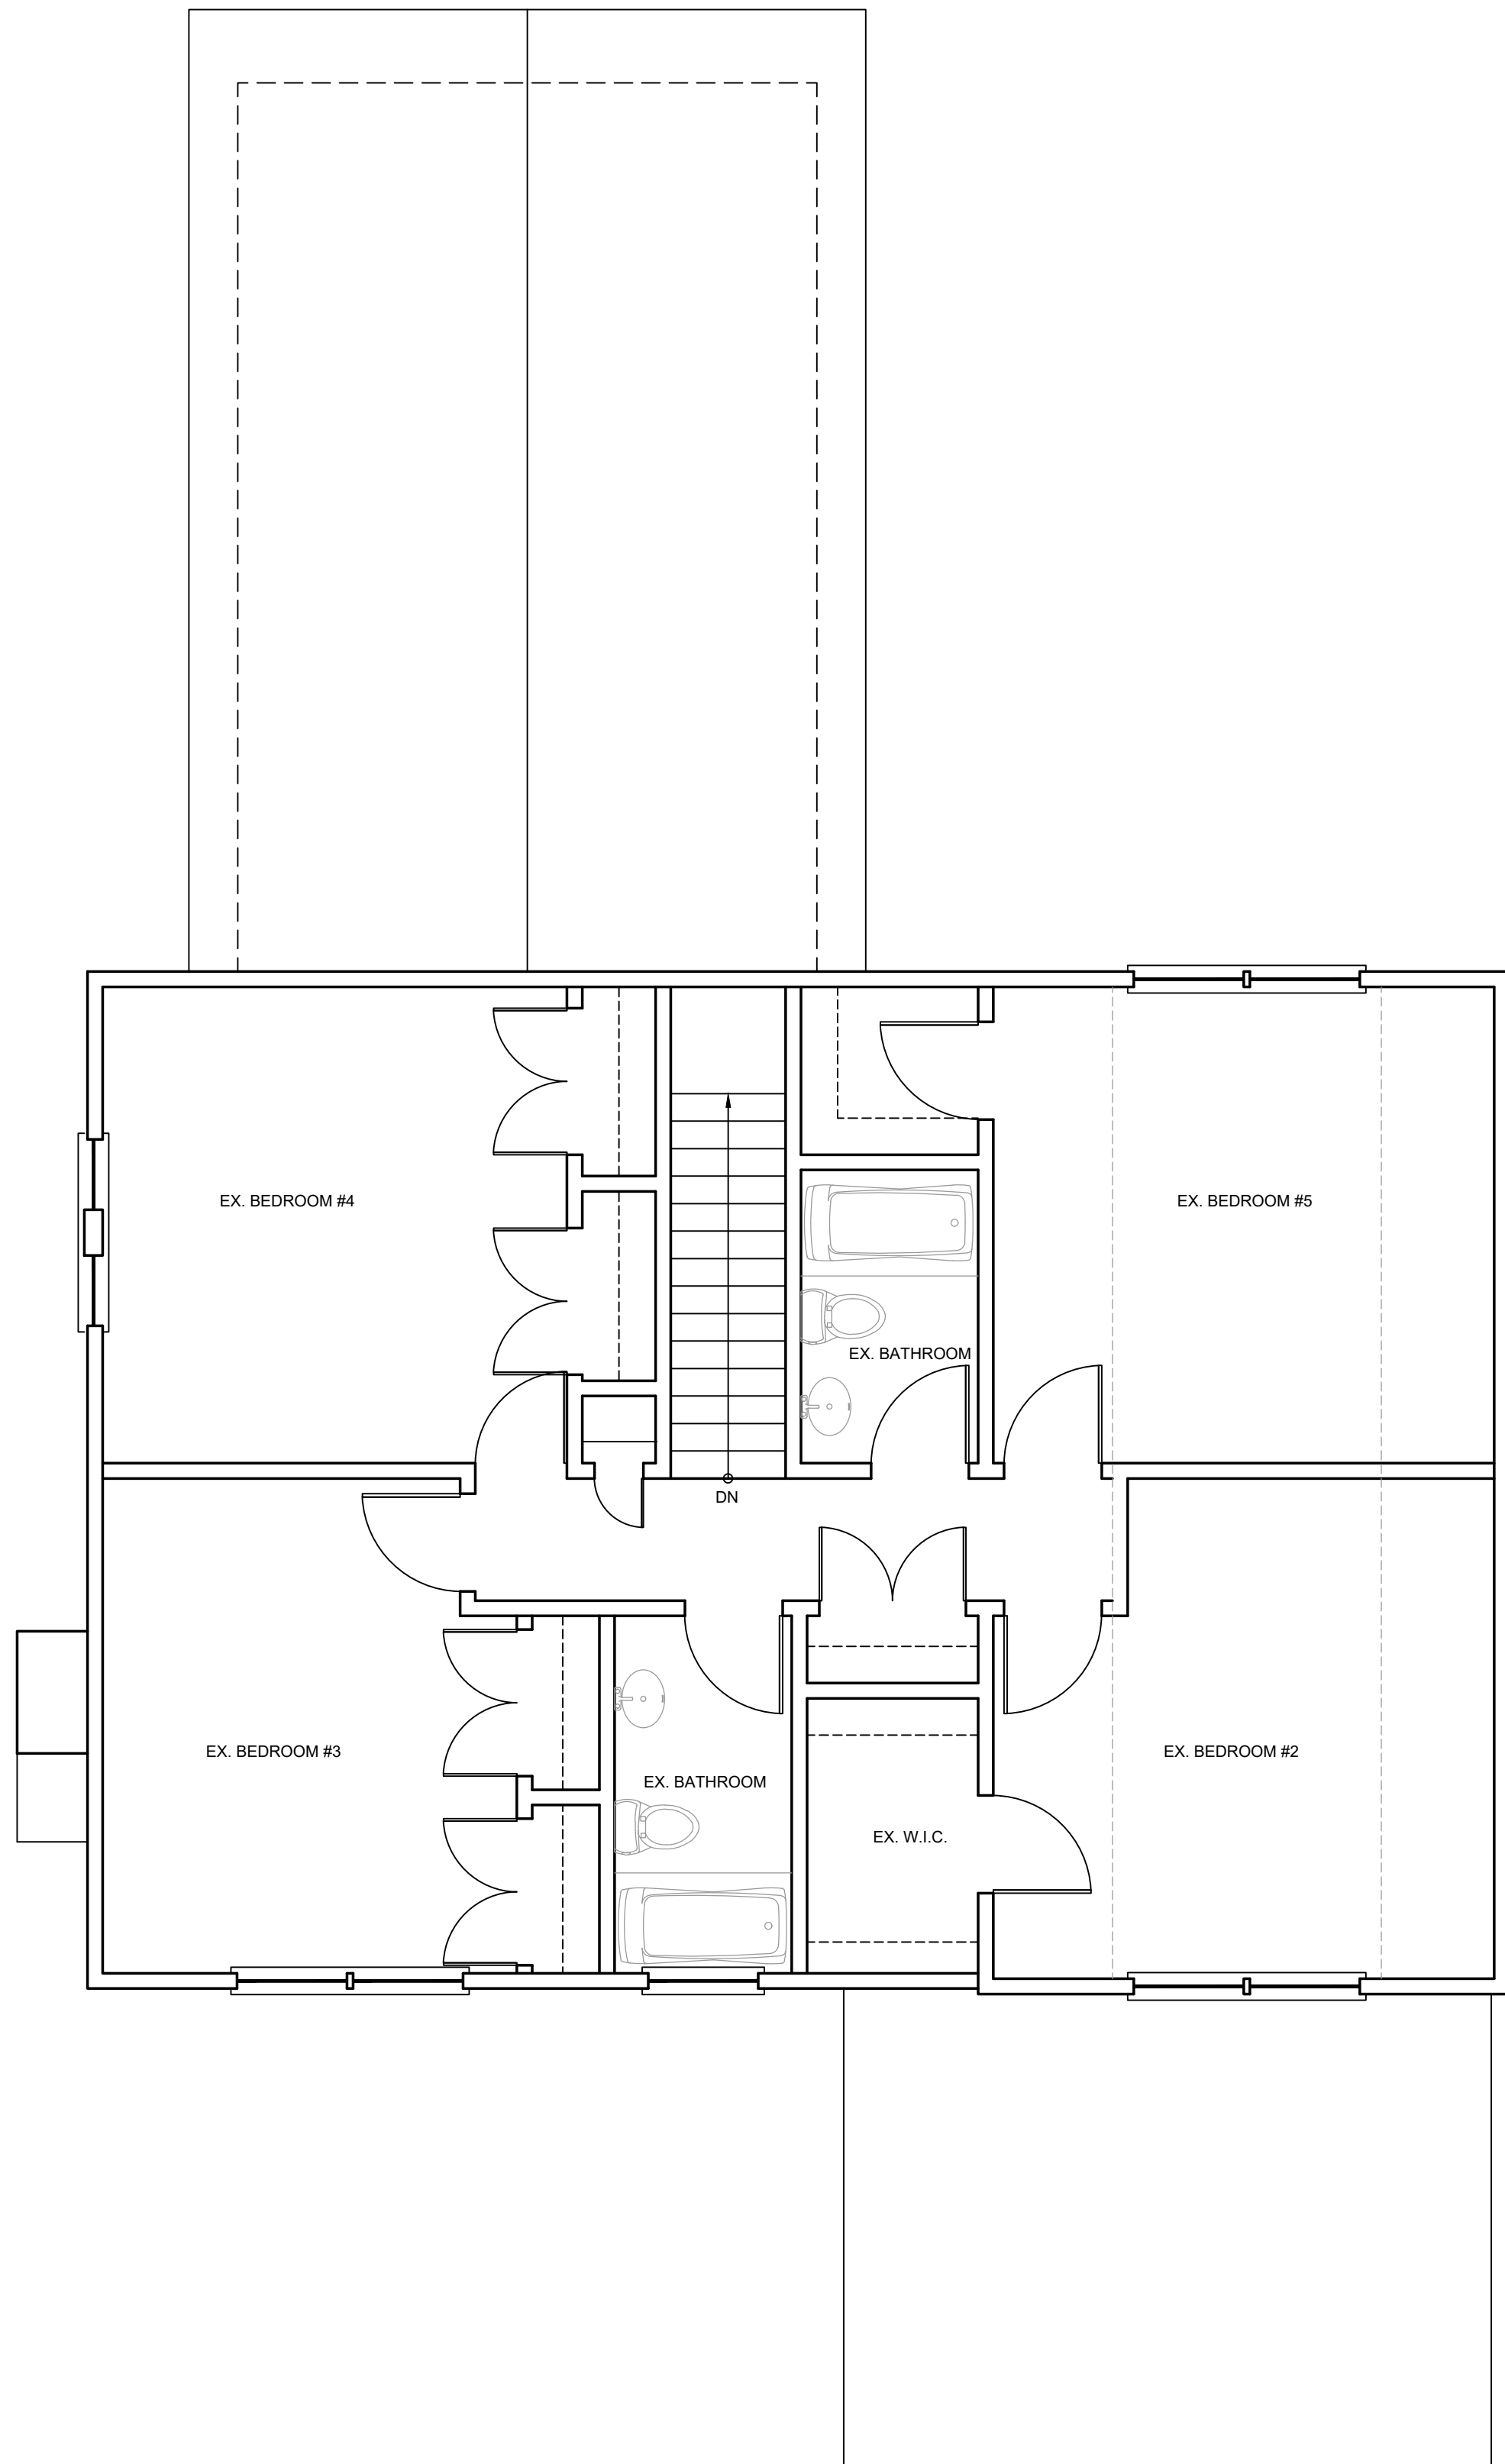 EX. BEDROOM #4
EX. BEDROOM #5
EX. BATHROOM
DN
EX. BEDROOM #3
EX. BATHROOM
EX. BEDROOM #2
EX. W.I.C.